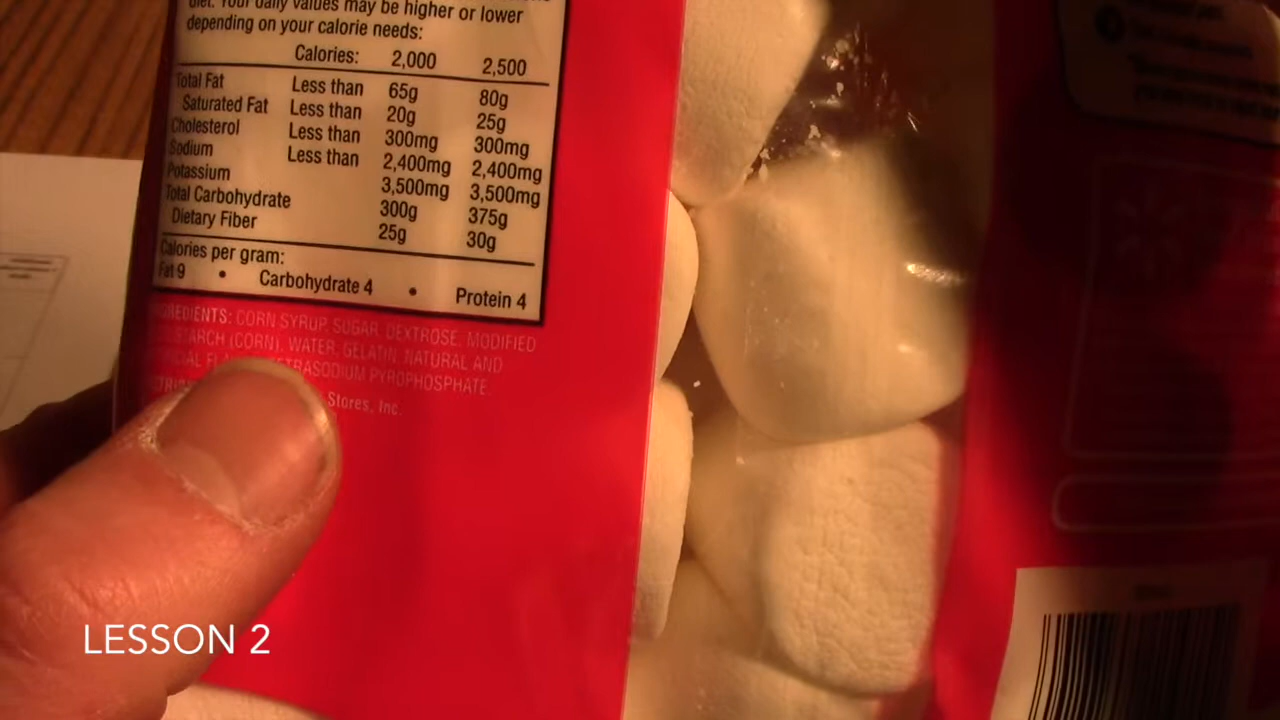 diet. Your daily values may be higher or lower
depending on your calorie needs:
Calories: 2,000 2,500
Total Fat Less than 65g 80g
Saturated Fat Less than 20g 25g
Cholesterol Less than 300mg 300mg
Sodium Less than 2,400mg 2,400mg
Potassium 3,500mg 3,500mg
Total Carbohydrate 300g 375g
Dietary Fiber 25g 30g
Calories per gram:
Fat 9 • Carbohydrate 4 • Protein 4
INGREDIENTS: CORN SYRUP, SUGAR, DEXTROSE, MODIFIED
STARCH (CORN), WATER, GELATIN, NATURAL AND
TETRASODIUM PYROPHOSPHATE.
Stores, Inc.
LESSON 2